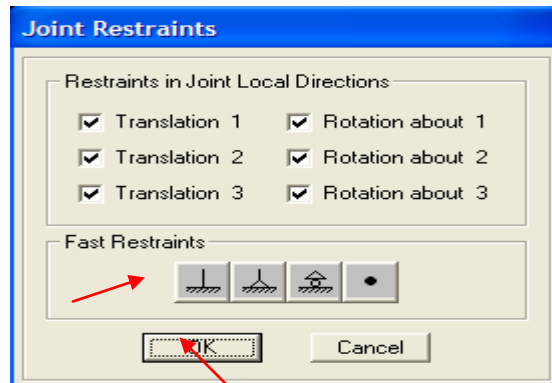 Joint Restraints
Restraints in Joint Local Directions
Translation 1 Rotation about 1
Translation 2 Rotation about 2
Translation 3 Rotation about 3
Fast Restraints
OK Cancel